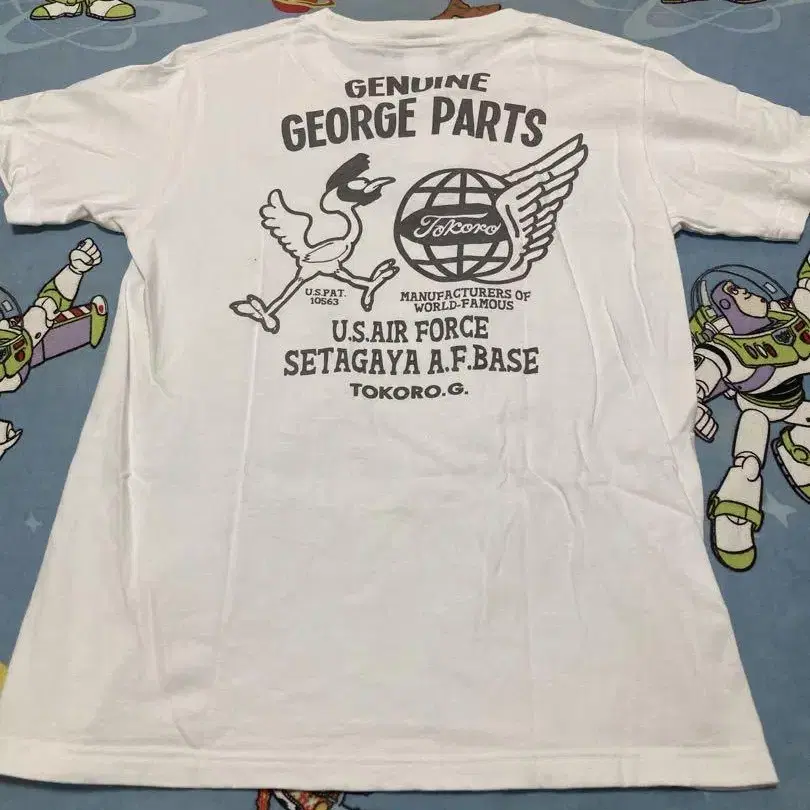 GENUINE
GEORGE PARTS
Tokoro
U.S.PAT.
10563
MANUFACTURERS OF
WORLD-FAMOUS
U.S.AIR FORCE
SETAGAYA A.F.BASE
TOKORO.G.